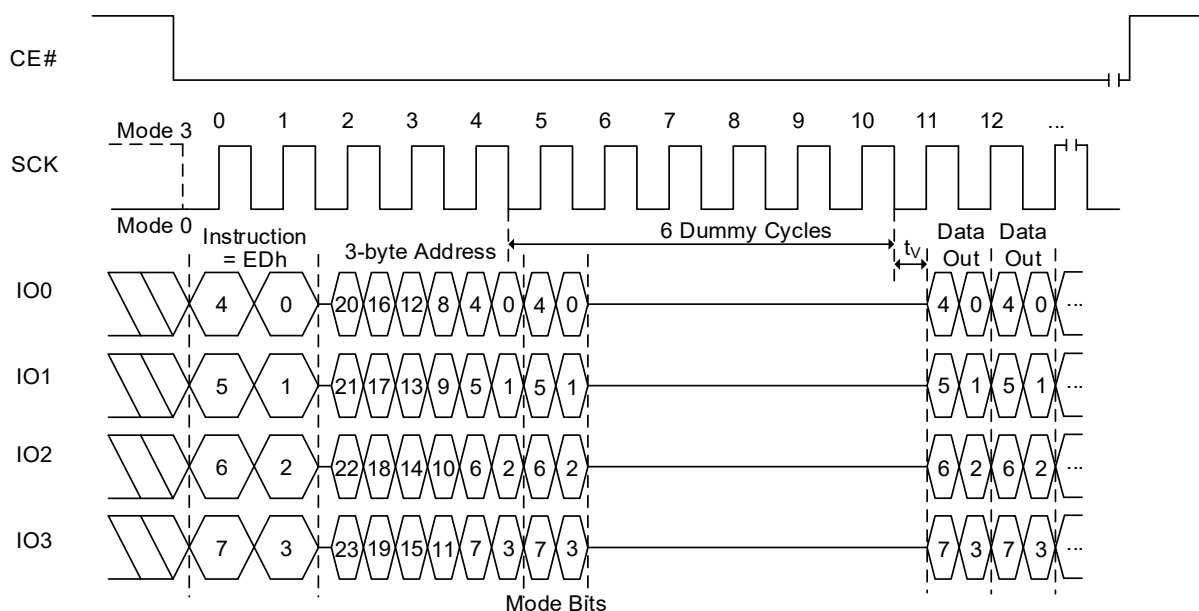 CE#
0 1 2 3 4 5 6 7 8 9 10 11 12 ...
Mode 3
SCK
Mode 0
Instruction
= EDh
3-byte Address
6 Dummy Cycles
tV
Data
Out
Data
Out
IO0
4 0 20 16 12 8 4 0 4 0 4 0 4 0 ...
IO1
5 1 21 17 13 9 5 1 5 1 5 1 5 1 ...
IO2
6 2 22 18 14 10 6 2 6 2 6 2 6 2 ...
IO3
7 3 23 19 15 11 7 3 7 3 7 3 7 3 ...
Mode Bits